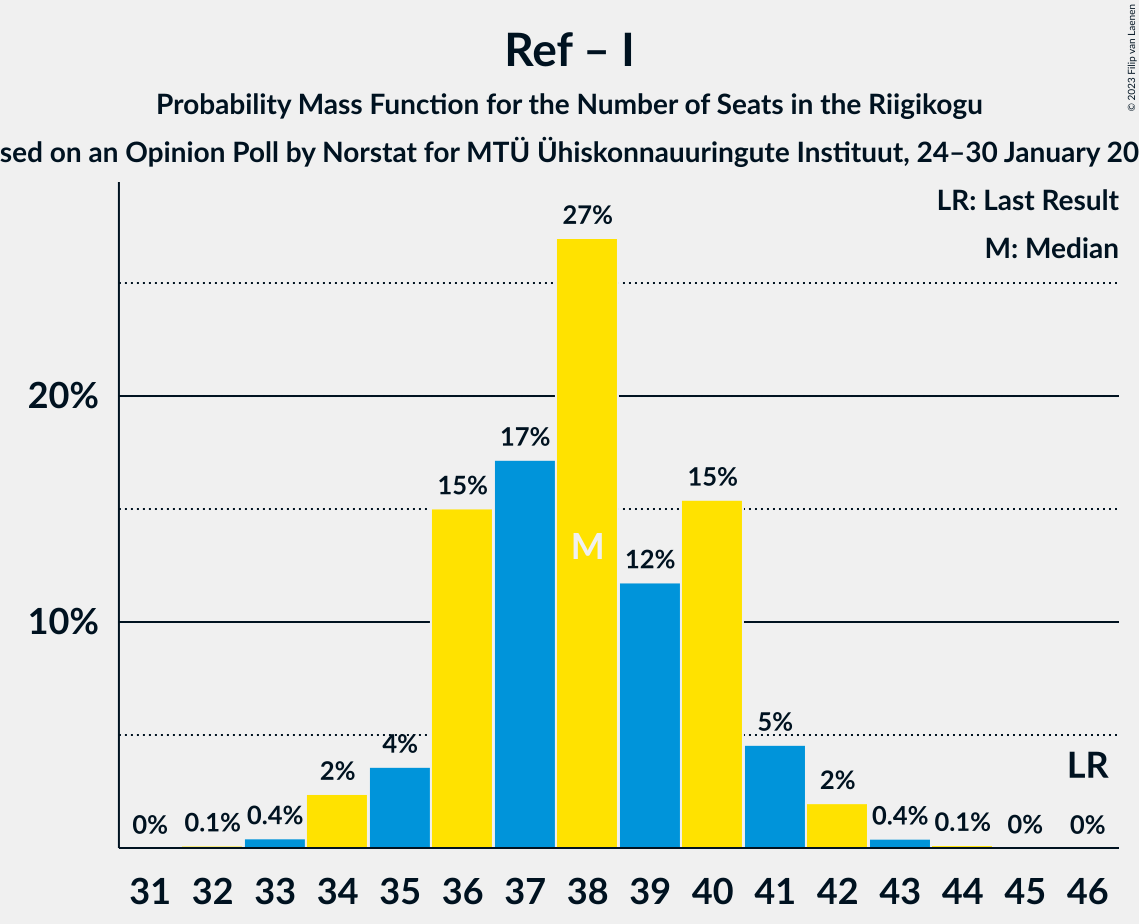 Ref – I
Probability Mass Function for the Number of Seats in the Riigikogu
sed on an Opinion Poll by Norstat for MTÜ Ühiskonnauuringute Instituut, 24–30 January 20
© 2023 Filip van Laenen
LR: Last Result
M: Median
27%
20%
17%
15%
15%
M
12%
10%
5%
4%
LR
2%
2%
0%
0.1%
0.4%
0.4%
0.1%
0%
0%
31 32 33 34 35 36 37 38 39 40 41 42 43 44 45 46